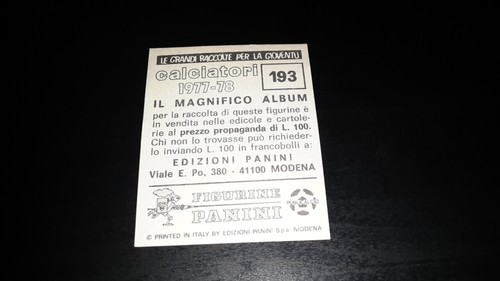 LE GRANDI RACCOLTE PER LA GIOVENTU
calciatori 193
1977-78
IL MAGNIFICO ALBUM
per la raccolta di queste figurine è
in vendita nelle edicole e cartole-
rie al prezzo propaganda di L. 100.
Chi non lo trovasse può richieder-
lo inviando L. 100 in francobolli a:
EDIZIONI PANINI
Viale E. Po, 380 - 41100 MODENA
FIGURINE
PANINI
© PRINTED IN ITALY BY EDIZIONI PANINI S.p.a. MODENA